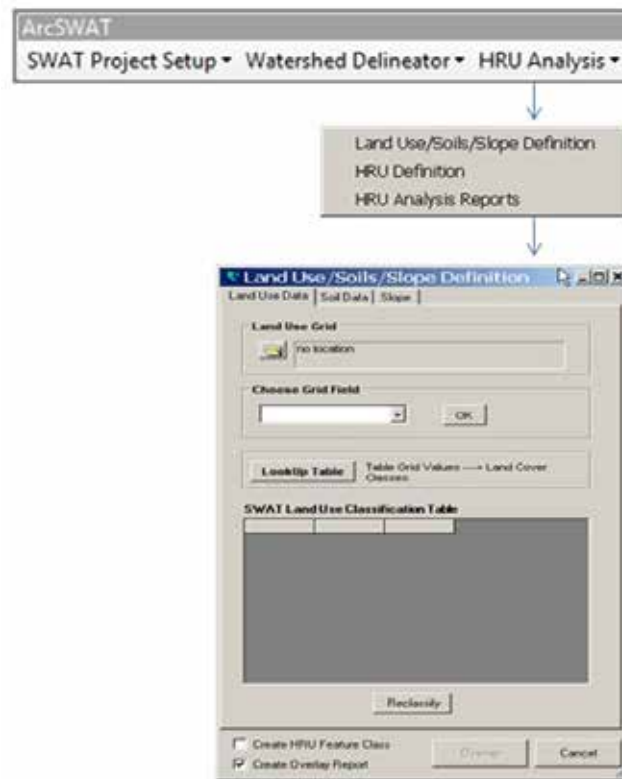 ArcSWAT
SWAT Project Setup Watershed Delineator HRU Analysis
Land Use/Soils/Slope Definition
HRU Definition
HRU Analysis Reports
Land Use/Soils/Slope Definition
Land Use Data Soil Data Slope
Land Use Grid
no location
Choose Grid Field
OK
LookUp Table Table Grid Values ---> Land Cover
Classes
SWAT Land Use Classification Table
Reclassify
Create HRU Feature Class
Create Overlay Report
Cancel